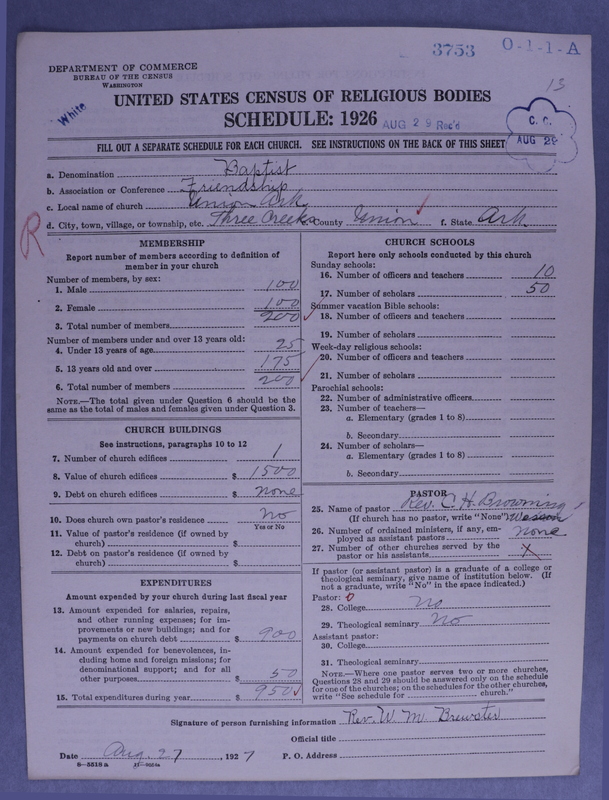 3753 O-1-1-A
DEPARTMENT OF COMMERCE
BUREAU OF THE CENSUS
WASHINGTON
13
White
UNITED STATES CENSUS OF RELIGIOUS BODIES
SCHEDULE: 1926
AUG 29 Rec'd
C. C.
AUG 29
FILL OUT A SEPARATE SCHEDULE FOR EACH CHURCH. SEE INSTRUCTIONS ON THE BACK OF THIS SHEET
a. Denomination Baptist
b. Association or Conference Friendship
c. Local name of church Union Ark
d. City, town, village, or township, etc. Three Creeks County Union f. State Ark
R
MEMBERSHIP
Report number of members according to definition of
member in your church
Number of members, by sex:
1. Male 100
2. Female 100
3. Total number of members 200
Number of members under and over 13 years old:
4. Under 13 years of age 25
5. 13 years old and over 175
6. Total number of members 200
NOTE.—The total given under Question 6 should be
same as the total of males and females given under Question 3.
CHURCH BUILDINGS
See instructions, paragraphs 10 to 12
7. Number of church edifices 1
8. Value of church edifices $ 1500
9. Debt on church edifices $ none
10. Does church own pastor's residence no
Yes or No
11. Value of pastor's residence (if owned by
church) $
12. Debt on pastor's residence (if owned by
church) $
EXPENDITURES
Amount expended by your church during last fiscal year
13. Amount expended for salaries, repairs,
and other running expenses; for im-
provements or new buildings; and for
payments on church debt $ 900
14. Amount expended for benevolences, in-
cluding home and foreign missions; for
denominational support; and for all
other purposes $ 50
15. Total expenditures during year $ 950
CHURCH SCHOOLS
Report here only schools conducted by this church
Sunday schools:
16. Number of officers and teachers 10
17. Number of scholars 50
Summer vacation Bible schools:
18. Number of officers and teachers
19. Number of scholars
Week-day religious schools:
20. Number of officers and teachers
21. Number of scholars
Parochial schools:
22. Number of administrative officers
23. Number of teachers—
a. Elementary (grades 1 to 8)
b. Secondary
24. Number of scholars—
a. Elementary (grades 1 to 8)
b. Secondary
PASTOR
25. Name of pastor Rev. C. H. Browning
(If church has no pastor, write "None")
26. Number of ordained ministers, if any, em-
ployed as assistant pastors none
27. Number of other churches served by the
pastor or his assistants X
If pastor (or assistant pastor) is a graduate of a college or
theological seminary, give name of institution below. (If
not a graduate, write "No" in the space indicated.)
Pastor: 0
28. College no
29. Theological seminary no
Assistant pastor:
30. College
31. Theological seminary
NOTE.—Where one pastor serves two or more churches,
Questions 28 and 29 should be answered only on the schedule
for one of the churches; on the schedules for the other churches,
write "See schedule for church."
Signature of person furnishing information Rev. W. M. Brewster
Official title
Date Aug. 27, 1927 P. O. Address
8-5518a